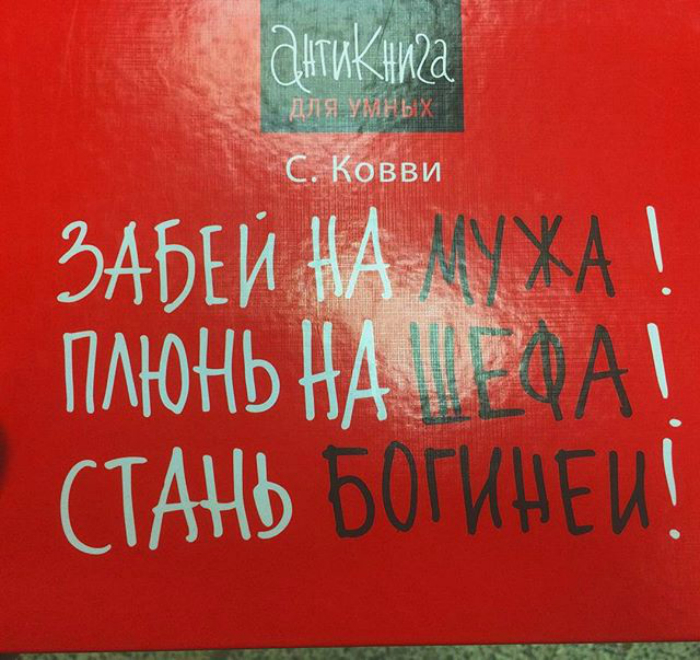 антиКнига
для умных
С. Ковви
ЗАБЕЙ НА МУЖА!
ПЛЮНЬ НА ШЕФА!
СТАНЬ БОГИНЕЙ!